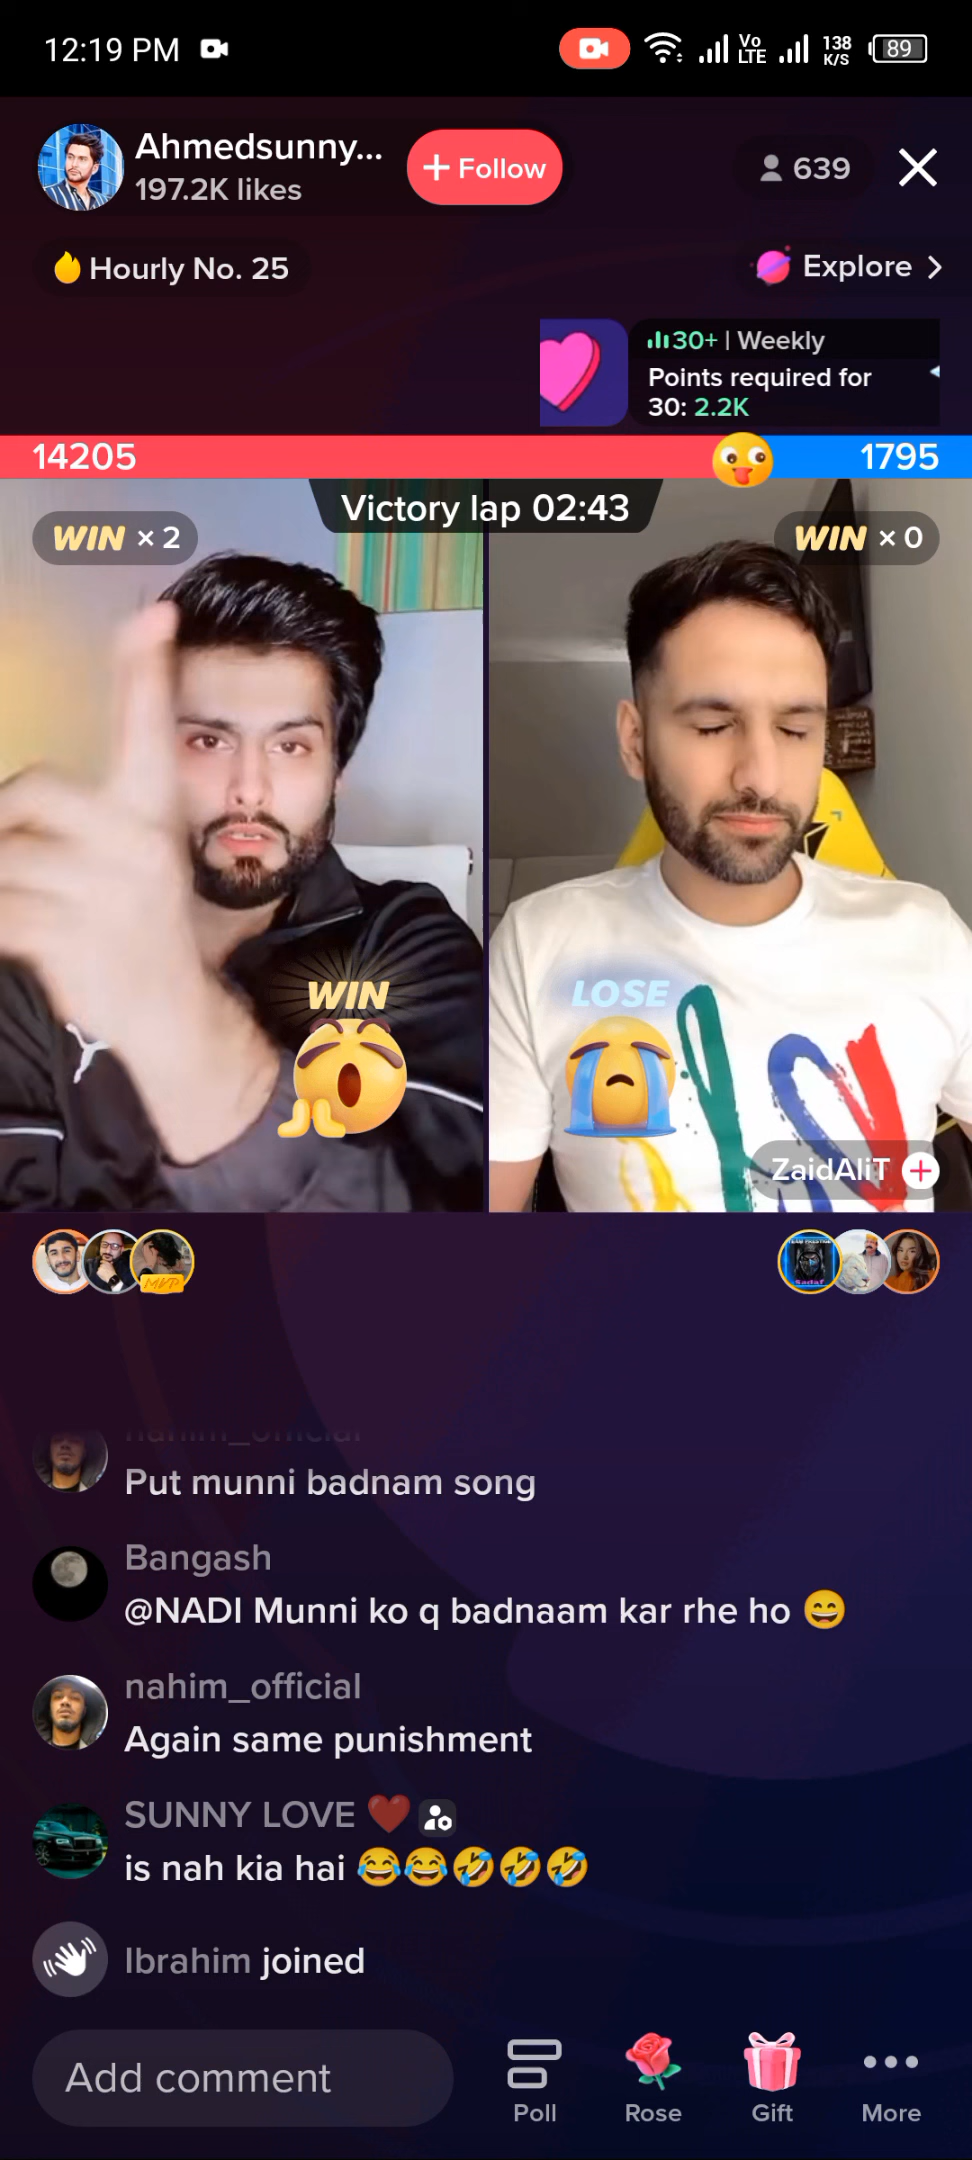 12:19 PM
Vo
LTE
138
K/S
89
Ahmedsunny...
197.2K likes
+ Follow
639
Hourly No. 25
Explore >
30+ | Weekly
Points required for
30: 2.2K
14205
1795
Victory lap 02:43
WIN × 2
WIN × 0
WIN
LOSE
ZaidAliT
MVP
nahim_official
Put munni badnam song
Bangash
@NADI Munni ko q badnaam kar rhe ho 😄
nahim_official
Again same punishment
SUNNY LOVE ❤️
is nah kia hai 😂😂🤣🤣🤣
Ibrahim joined
Add comment
Poll
Rose
Gift
More